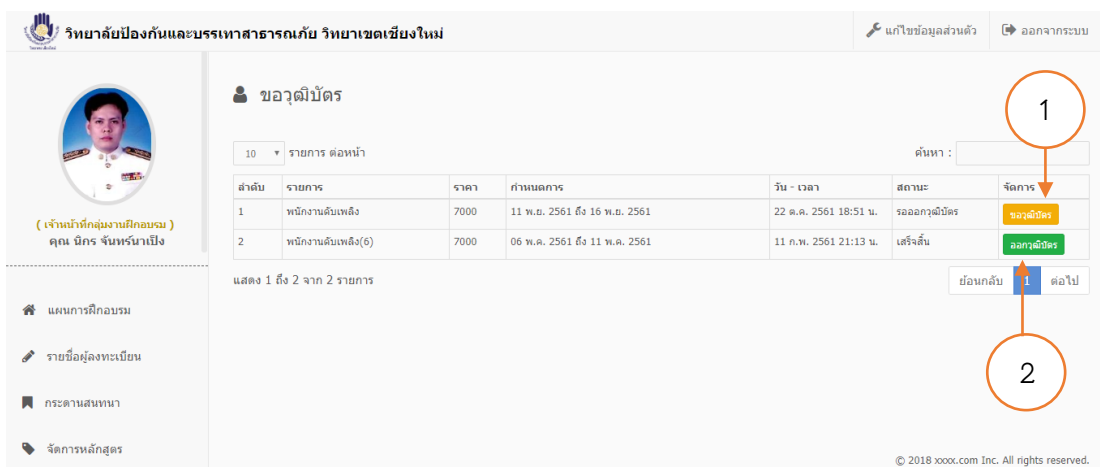 วิทยาลัยป้องกันและบรรเทาสาธารณภัย วิทยาเขตเชียงใหม่
แก้ไขข้อมูลส่วนตัว
ออกจากระบบ
ขอวุฒิบัตร
1
10 รายการ ต่อหน้า
ค้นหา :
ลำดับ รายการ ราคา กำหนดการ วัน - เวลา สถานะ จัดการ
1 พนักงานดับเพลิง 7000 11 พ.ย. 2561 ถึง 16 พ.ย. 2561 22 ต.ค. 2561 18:51 น. รอออกวุฒิบัตร ขอวุฒิบัตร
2 พนักงานดับเพลิง(6) 7000 06 พ.ค. 2561 ถึง 11 พ.ค. 2561 11 ก.พ. 2561 21:13 น. เสร็จสิ้น ออกวุฒิบัตร
แสดง 1 ถึง 2 จาก 2 รายการ
ย้อนกลับ 1 ต่อไป
2
( เจ้าหน้าที่กลุ่มงานฝึกอบรม )
คุณ นิกร จันทร์นาเป็ง
แผนการฝึกอบรม
รายชื่อผู้ลงทะเบียน
กระดานสนทนา
จัดการหลักสูตร
© 2018 xxxx.com Inc. All rights reserved.